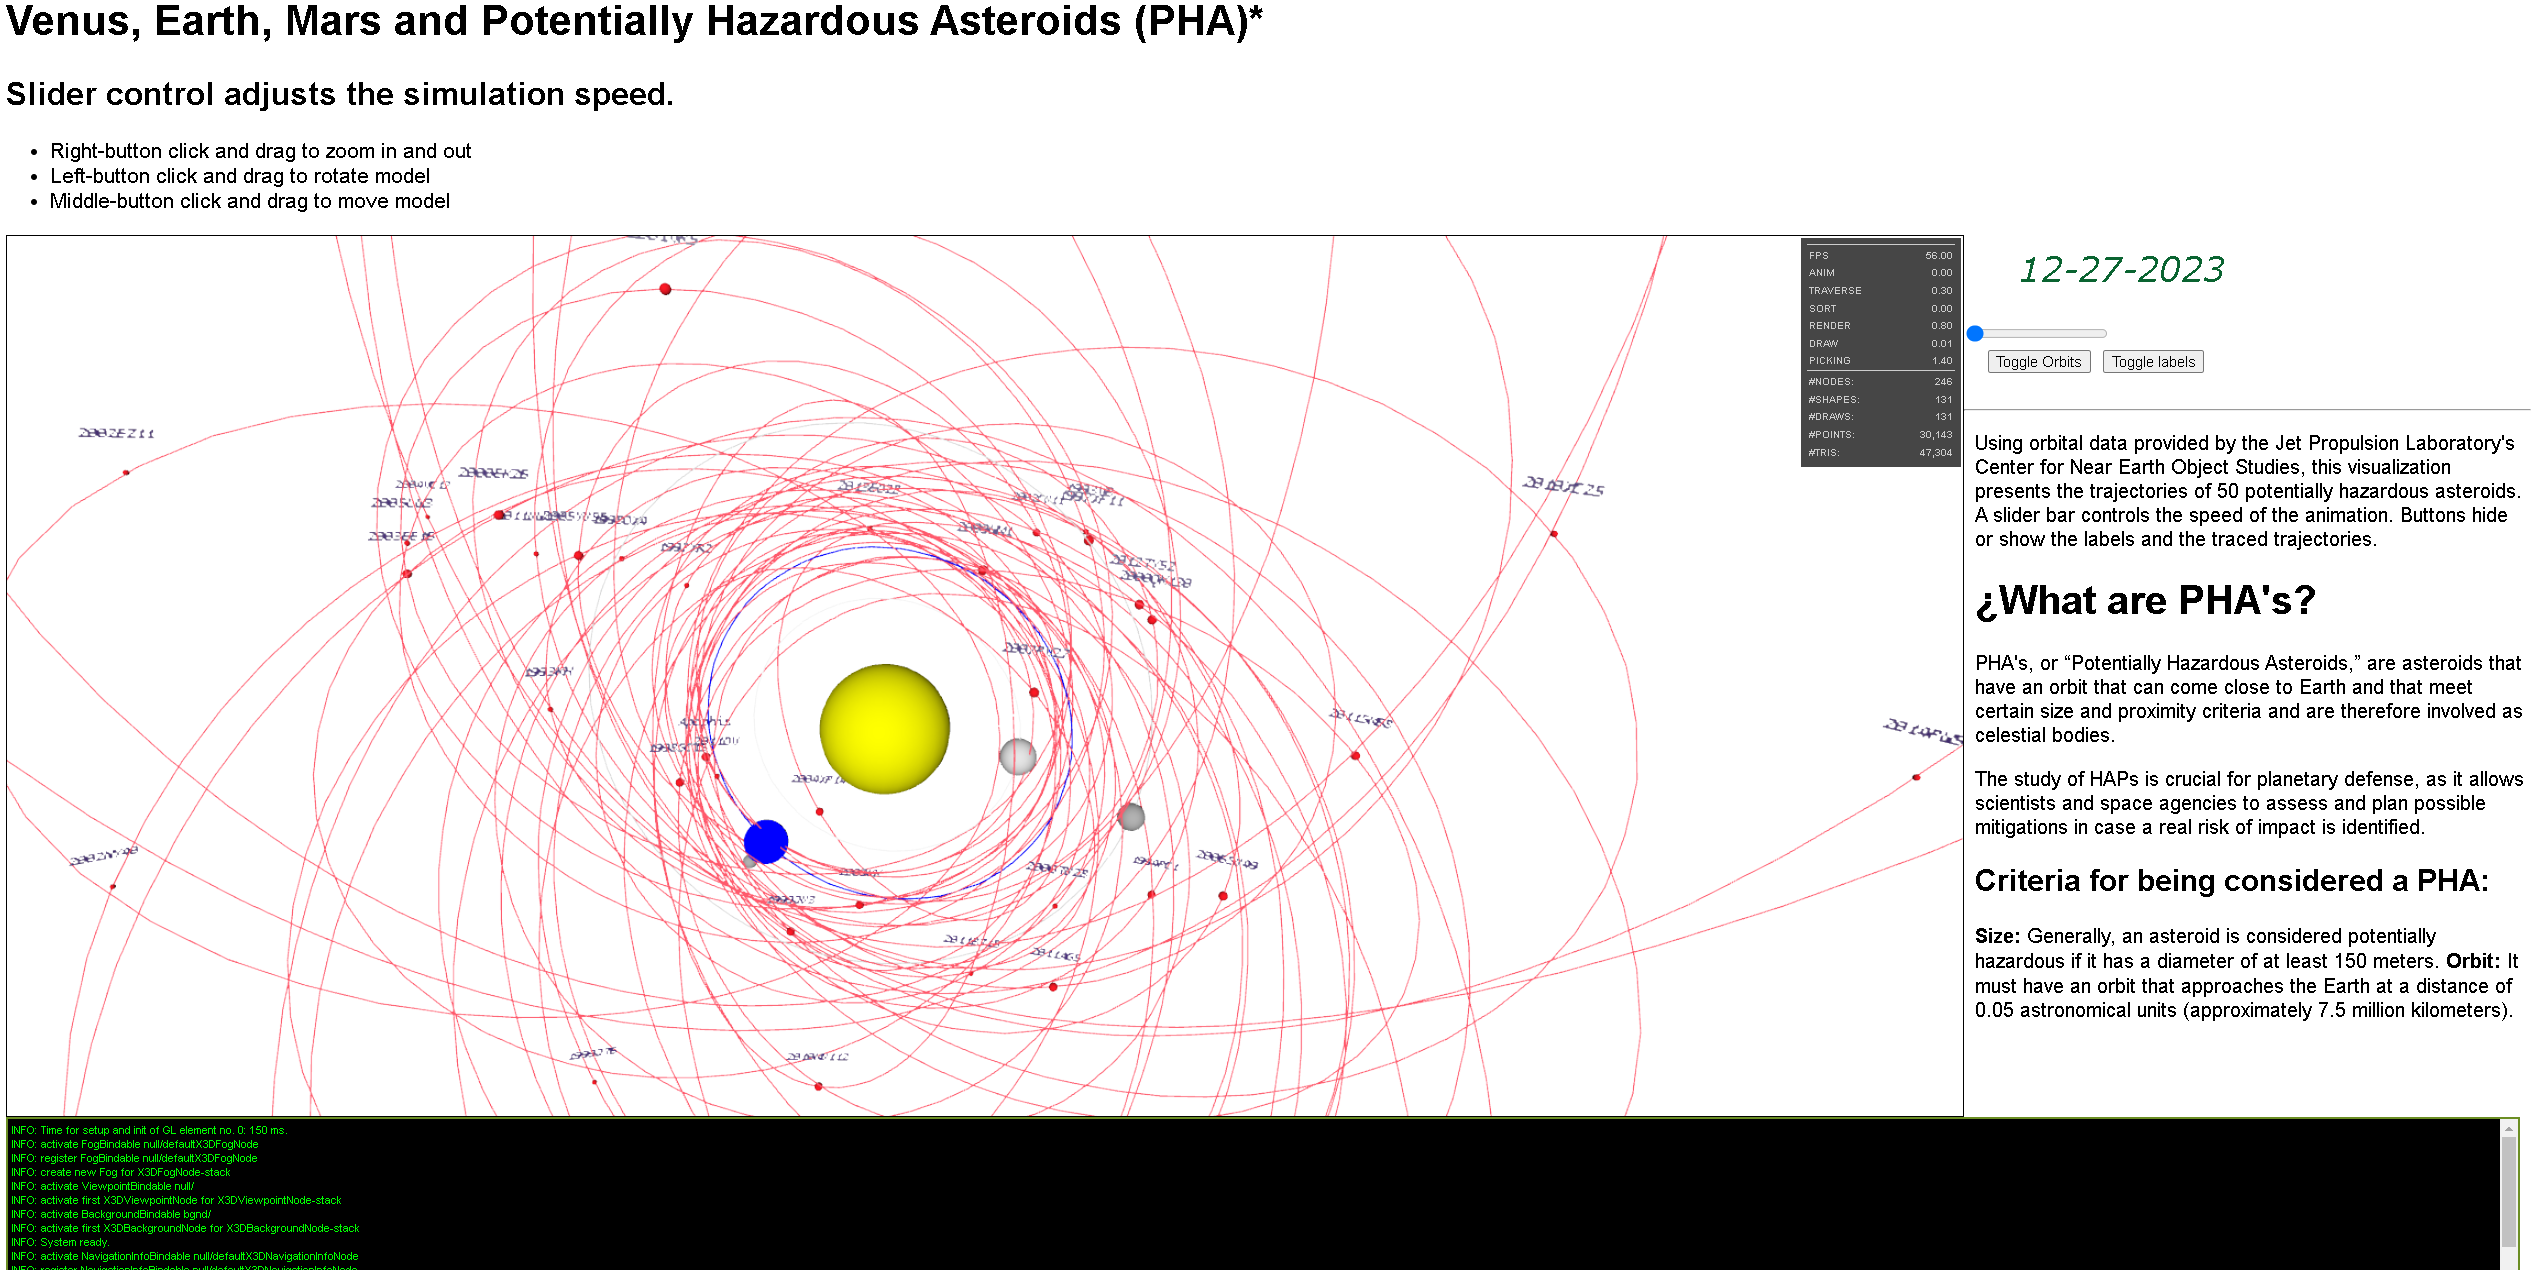 Venus, Earth, Mars and Potentially Hazardous Asteroids (PHA)*
Slider control adjusts the simulation speed.
• Right-button click and drag to zoom in and out
• Left-button click and drag to rotate model
• Middle-button click and drag to move model
FPS 56.00
ANIM 0.00
TRAVERSE 0.30
SORT 0.00
RENDER 0.80
DRAW 0.01
PICKING 1.40
#NODES: 246
#SHAPES: 131
#DRAWS: 131
#POINTS: 30,143
#TRIS: 47,304
12-27-2023
Toggle Orbits Toggle labels
Using orbital data provided by the Jet Propulsion Laboratory's
Center for Near Earth Object Studies, this visualization
presents the trajectories of 50 potentially hazardous asteroids.
A slider bar controls the speed of the animation. Buttons hide
or show the labels and the traced trajectories.
¿What are PHA's?
PHA's, or “Potentially Hazardous Asteroids,” are asteroids that
have an orbit that can come close to Earth and that meet
certain size and proximity criteria and are therefore involved as
celestial bodies.
The study of HAPs is crucial for planetary defense, as it allows
scientists and space agencies to assess and plan possible
mitigations in case a real risk of impact is identified.
Criteria for being considered a PHA:
Size: Generally, an asteroid is considered potentially
hazardous if it has a diameter of at least 150 meters. Orbit: It
must have an orbit that approaches the Earth at a distance of
0.05 astronomical units (approximately 7.5 million kilometers).
INFO: Time for setup and init of GL element no. 0: 150 ms.
INFO: activate FogBindable null/defaultX3DFogNode
INFO: register FogBindable null/defaultX3DFogNode
INFO: create new Fog for X3DFogNode-stack
INFO: activate ViewpointBindable null/
INFO: activate first X3DViewpointNode for X3DViewpointNode-stack
INFO: activate BackgroundBindable bgnd/
INFO: activate first X3DBackgroundNode for X3DBackgroundNode-stack
INFO: System ready.
INFO: activate NavigationInfoBindable null/defaultX3DNavigationInfoNode
INFO: register NavigationInfoBindable null/defaultX3DNavigationInfoNode